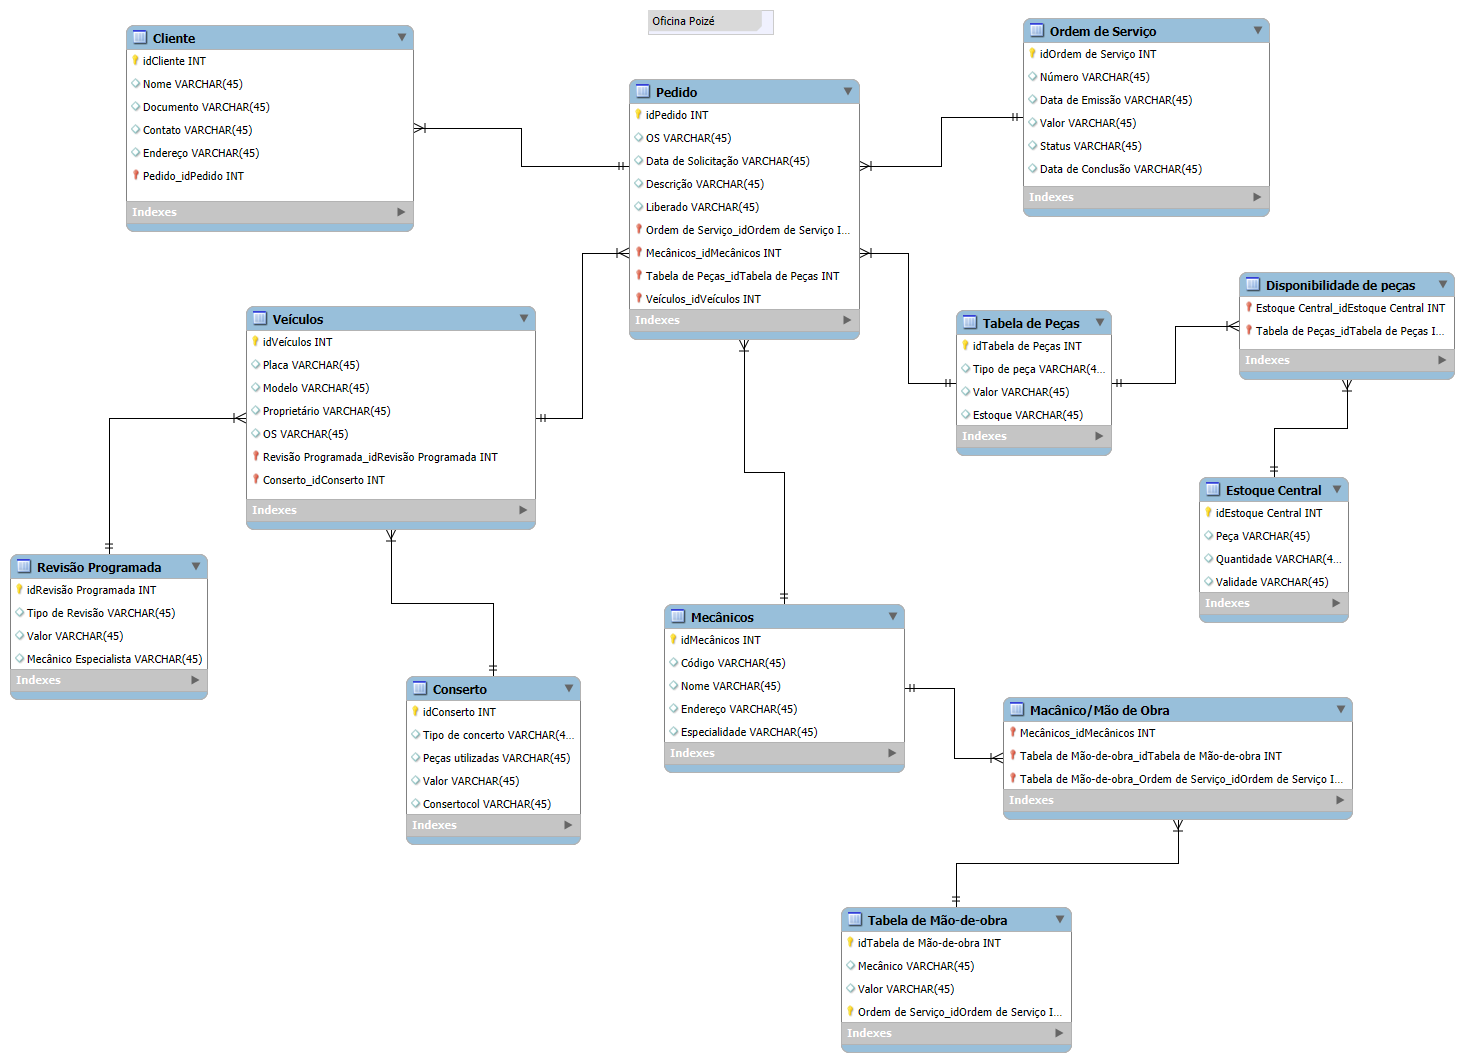 Oficina Poizé
Cliente
idCliente INT
Nome VARCHAR(45)
Documento VARCHAR(45)
Contato VARCHAR(45)
Endereço VARCHAR(45)
Pedido_idPedido INT
Indexes
Pedido
idPedido INT
OS VARCHAR(45)
Data de Solicitação VARCHAR(45)
Descrição VARCHAR(45)
Liberado VARCHAR(45)
Ordem de Serviço_idOrdem de Serviço I...
Mecânicos_idMecânicos INT
Tabela de Peças_idTabela de Peças INT
Veículos_idVeículos INT
Indexes
Ordem de Serviço
idOrdem de Serviço INT
Número VARCHAR(45)
Data de Emissão VARCHAR(45)
Valor VARCHAR(45)
Status VARCHAR(45)
Data de Conclusão VARCHAR(45)
Indexes
Veículos
idVeículos INT
Placa VARCHAR(45)
Modelo VARCHAR(45)
Proprietário VARCHAR(45)
OS VARCHAR(45)
Revisão Programada_idRevisão Programada INT
Conserto_idConserto INT
Indexes
Tabela de Peças
idTabela de Peças INT
Tipo de peça VARCHAR(4...
Valor VARCHAR(45)
Estoque VARCHAR(45)
Indexes
Disponibilidade de peças
Estoque Central_idEstoque Central INT
Tabela de Peças_idTabela de Peças I...
Indexes
Estoque Central
idEstoque Central INT
Peça VARCHAR(45)
Quantidade VARCHAR(4...
Validade VARCHAR(45)
Indexes
Revisão Programada
idRevisão Programada INT
Tipo de Revisão VARCHAR(45)
Valor VARCHAR(45)
Mecânico Especialista VARCHAR(45)
Indexes
Conserto
idConserto INT
Tipo de concerto VARCHAR(4...
Peças utilizadas VARCHAR(45)
Valor VARCHAR(45)
Consertocol VARCHAR(45)
Indexes
Mecânicos
idMecânicos INT
Código VARCHAR(45)
Nome VARCHAR(45)
Endereço VARCHAR(45)
Especialidade VARCHAR(45)
Indexes
Macânico/Mão de Obra
Mecânicos_idMecânicos INT
Tabela de Mão-de-obra_idTabela de Mão-de-obra INT
Tabela de Mão-de-obra_Ordem de Serviço_idOrdem de Serviço I...
Indexes
Tabela de Mão-de-obra
idTabela de Mão-de-obra INT
Mecânico VARCHAR(45)
Valor VARCHAR(45)
Ordem de Serviço_idOrdem de Serviço I...
Indexes